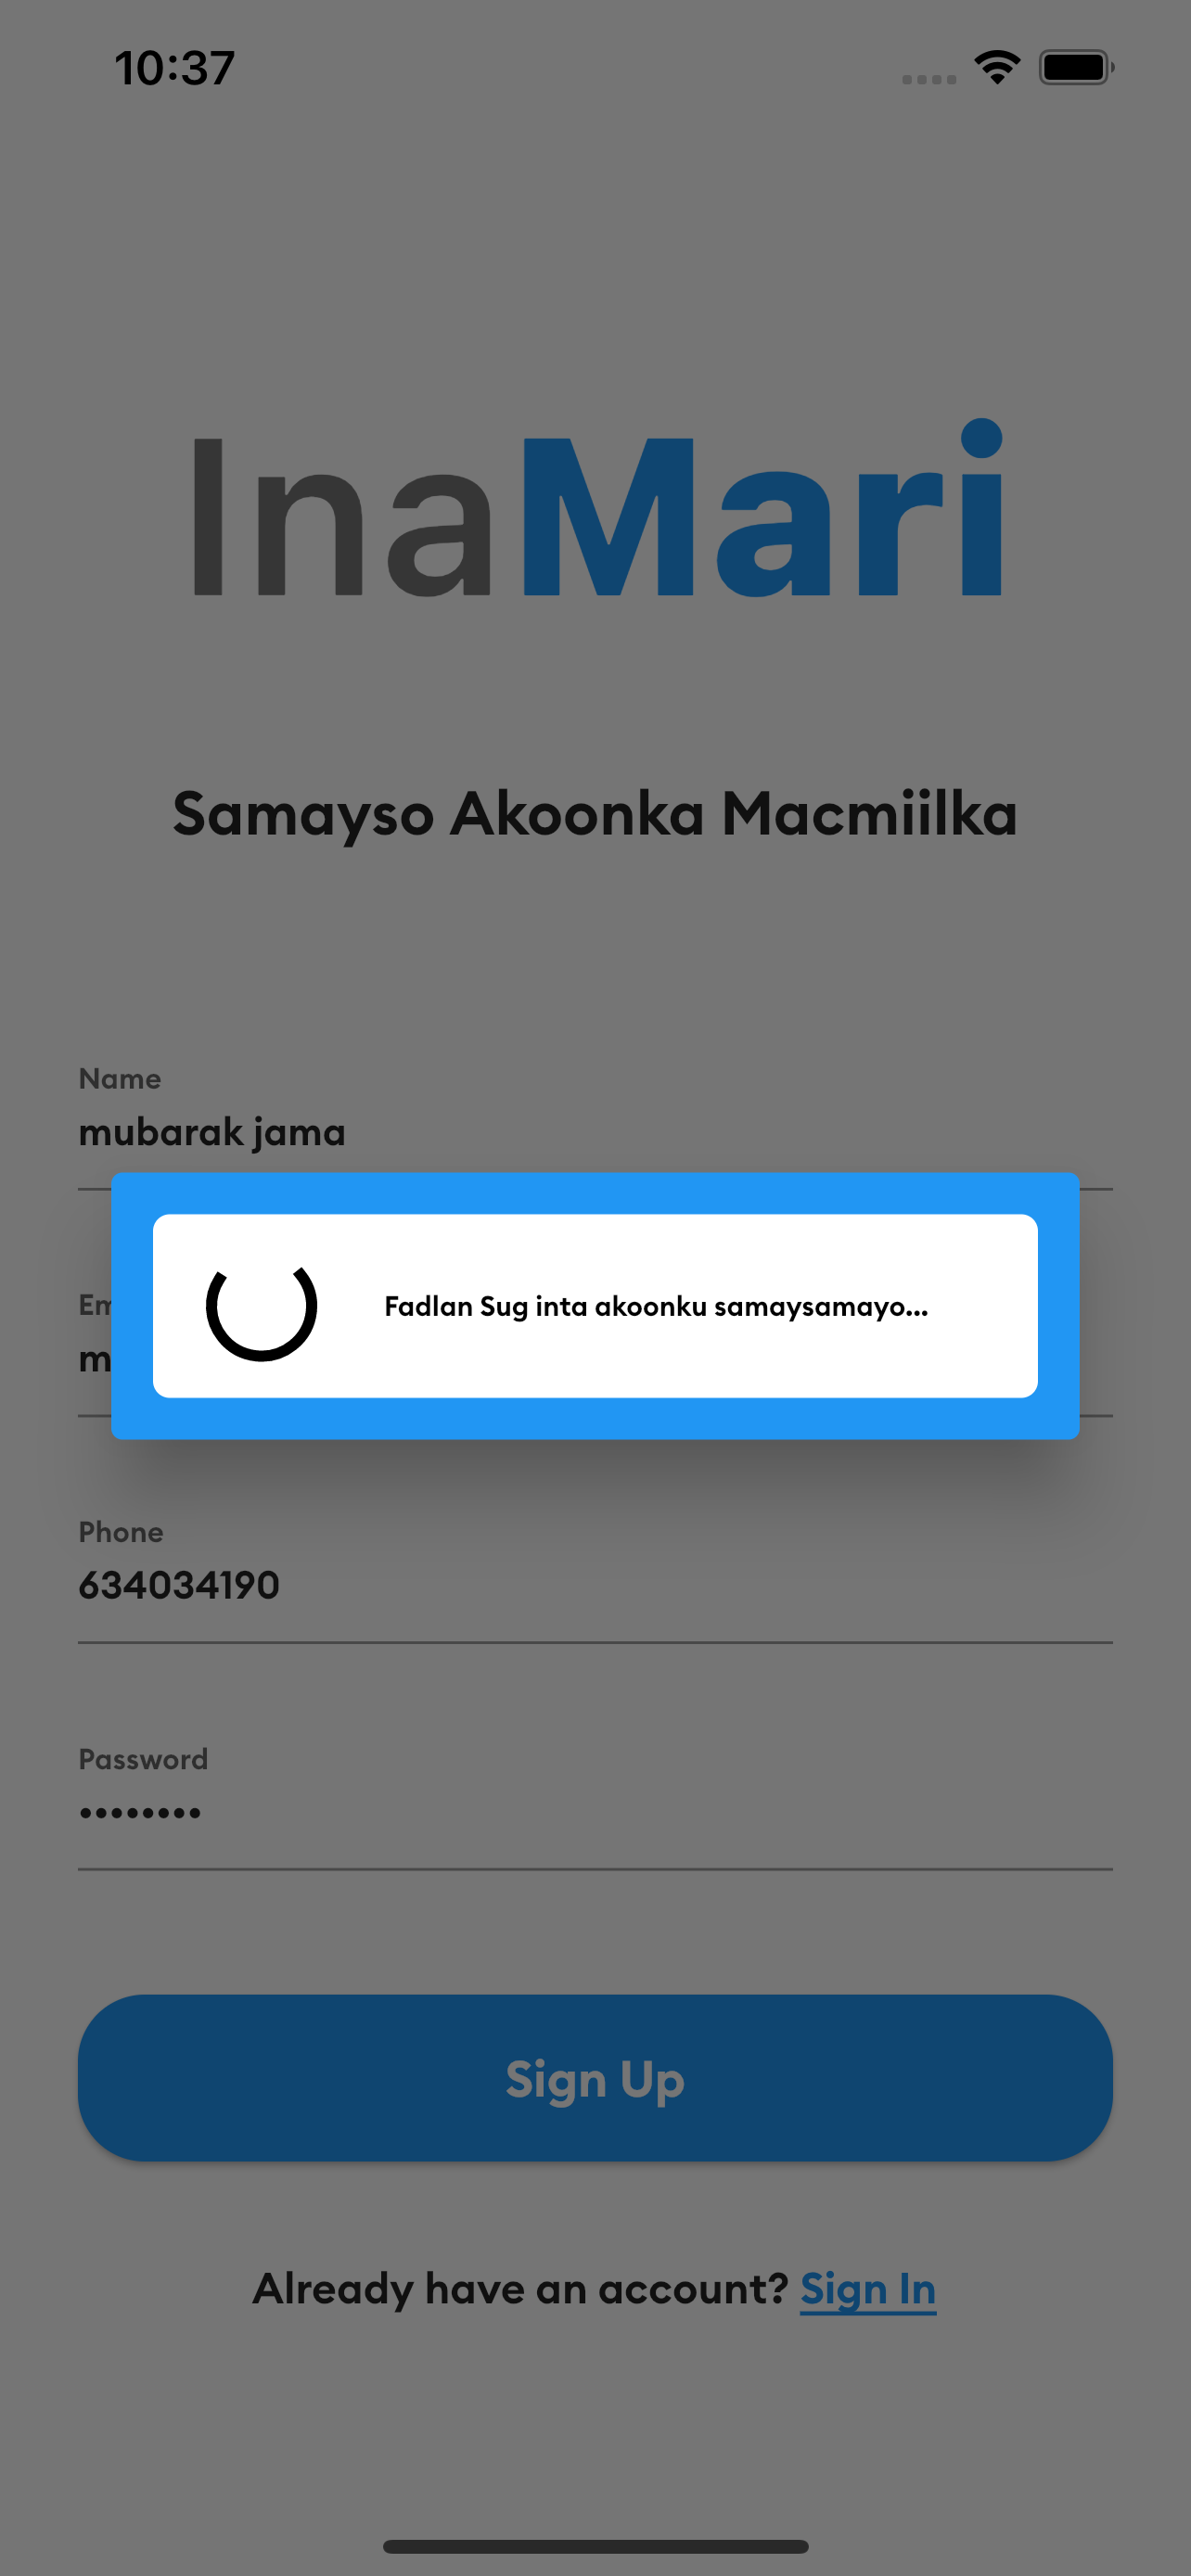 10:37
InaMari
Samayso Akoonka Macmiilka
Name
mubarak jama
Fadlan Sug inta akoonku samaysamayo...
Phone
634034190
Password
••••••••
Sign Up
Already have an account? Sign In